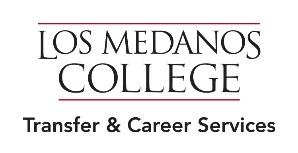 LOS MEDANOS
COLLEGE
Transfer & Career Services